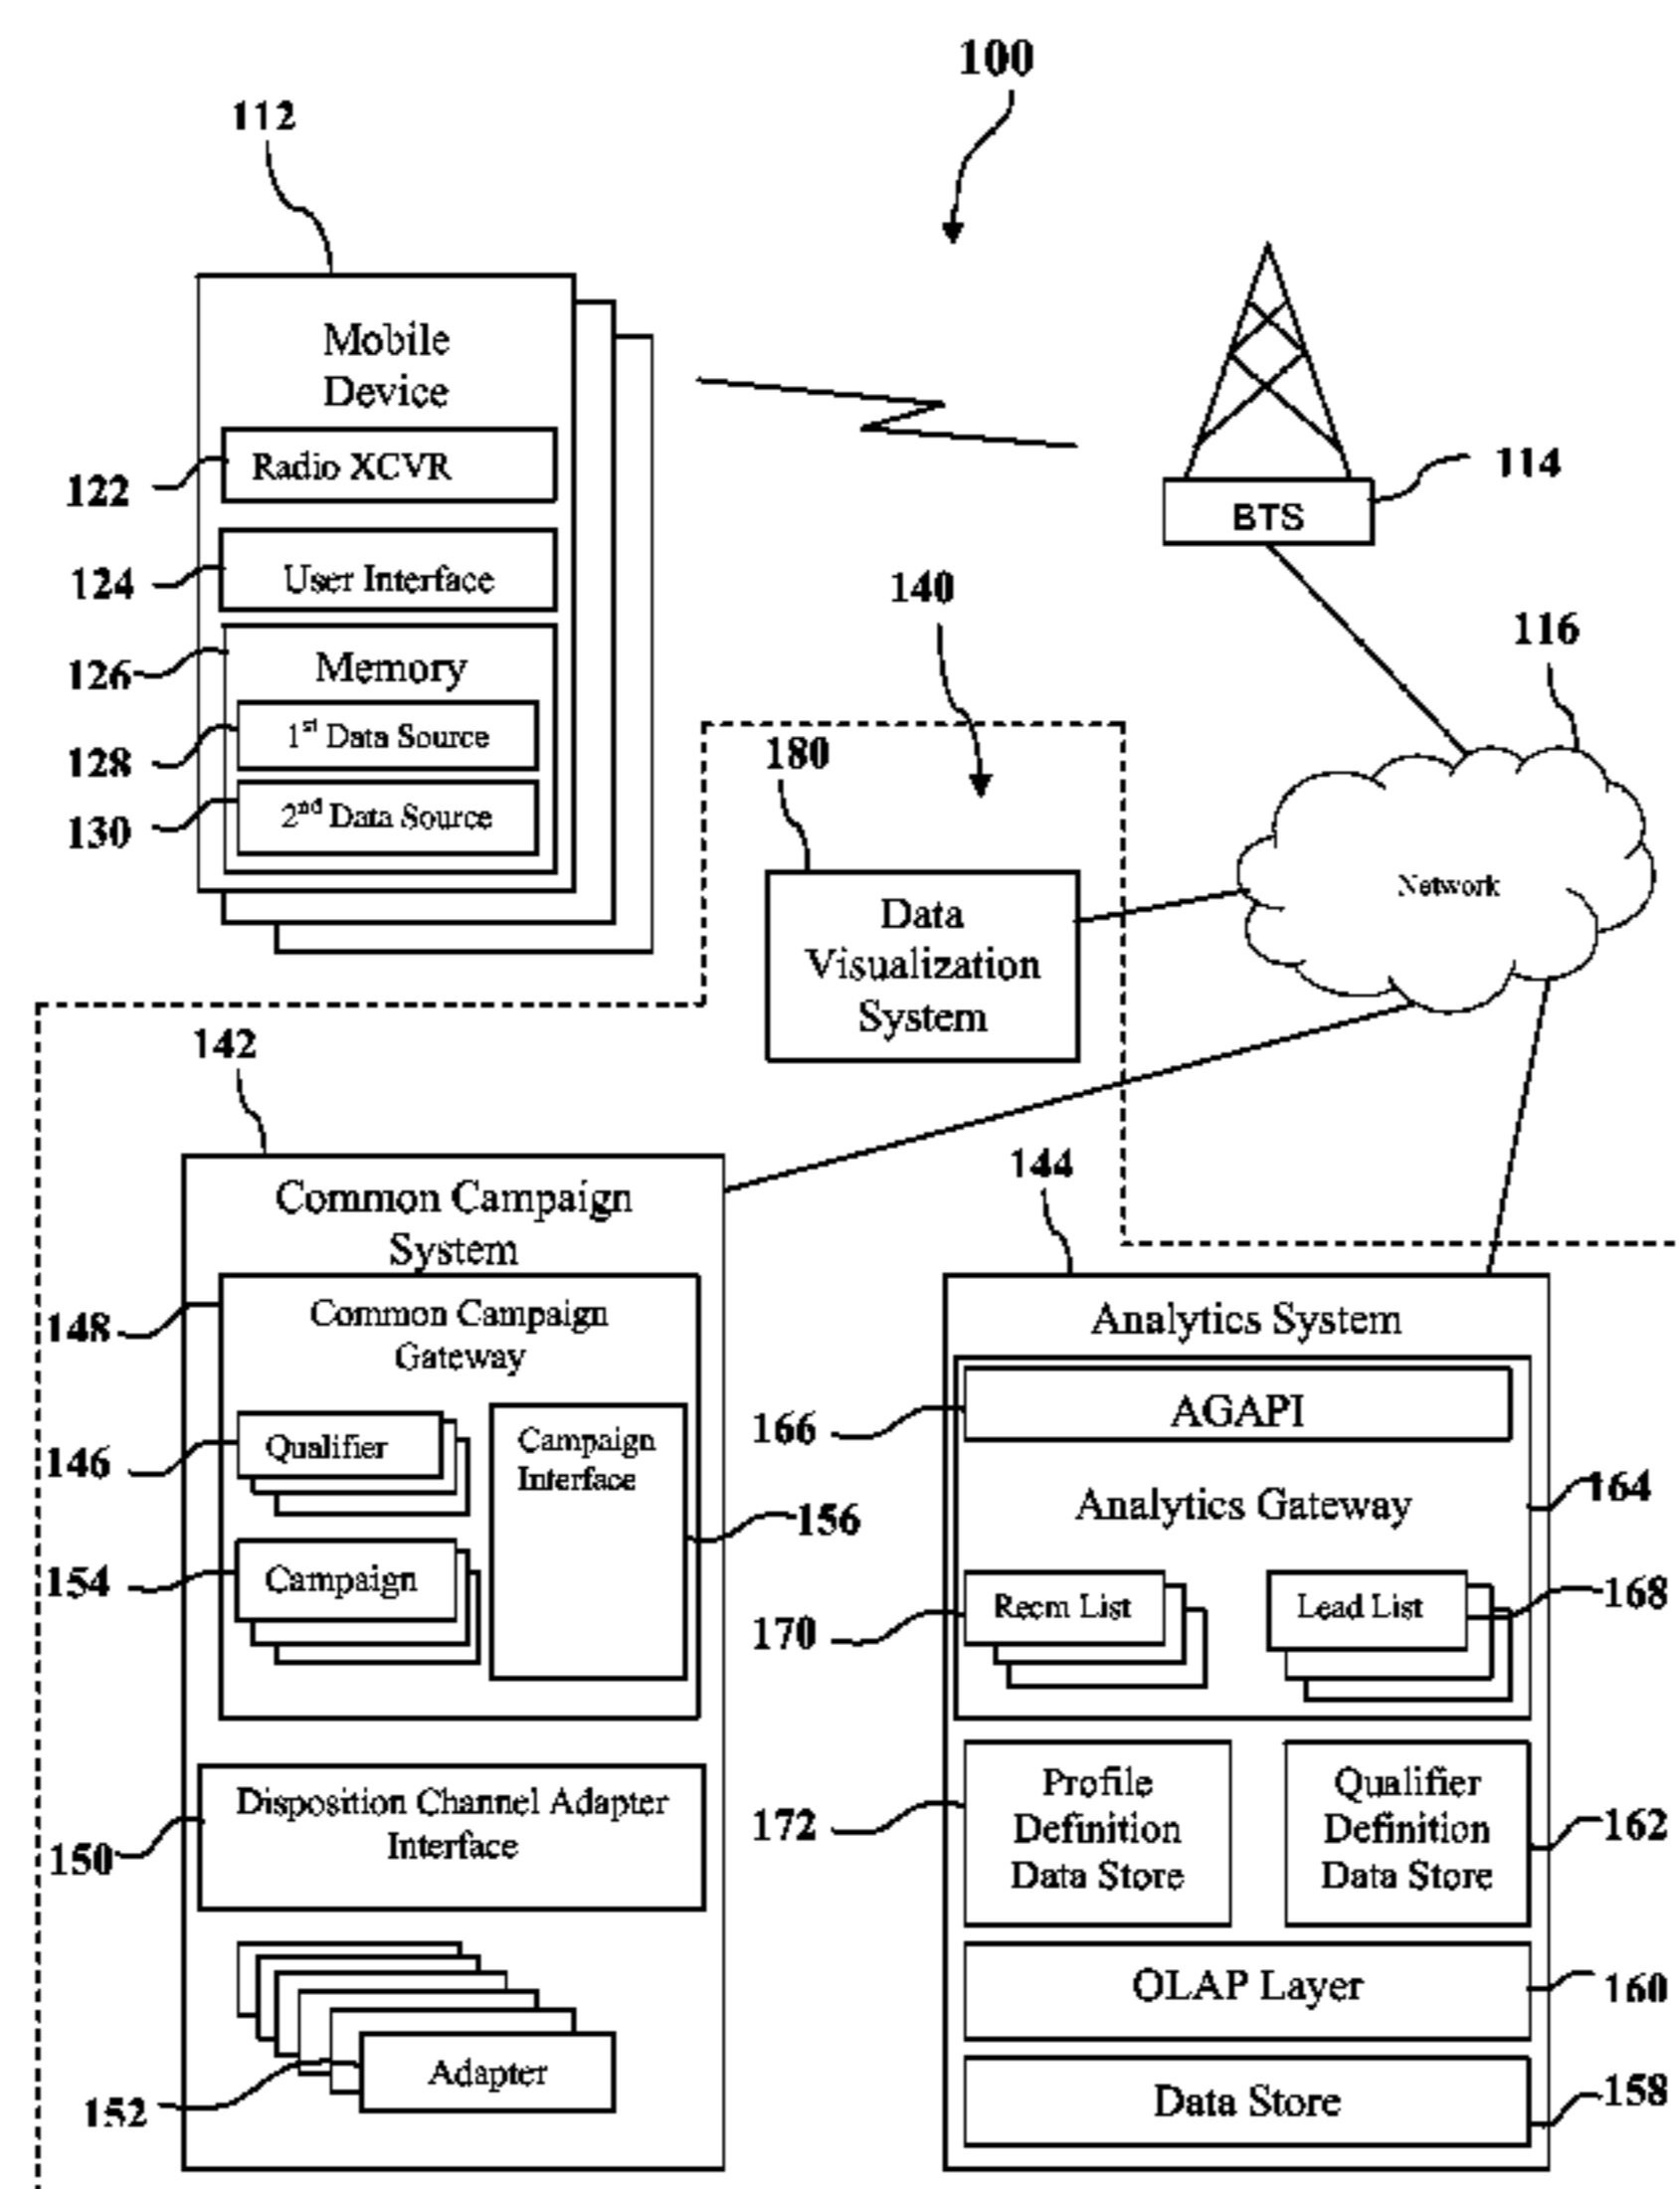 100
112
Mobile
Device
122
Radio XCVR
114
BTS
124
User Interface
140
116
126
Memory
128
1st Data Source
180
130
2nd Data Source
Network
Data
Visualization
System
142
144
Common Campaign
System
148
Common Campaign
Gateway
Analytics System
166
AGAPI
146
Qualifier
Campaign
Interface
164
Analytics Gateway
156
154
Campaign
168
170
Recm List
Lead List
150
Disposition Channel Adapter
Interface
172
Profile
Definition
Data Store
Qualifier
Definition
Data Store
162
OLAP Layer
160
152
Adapter
Data Store
158